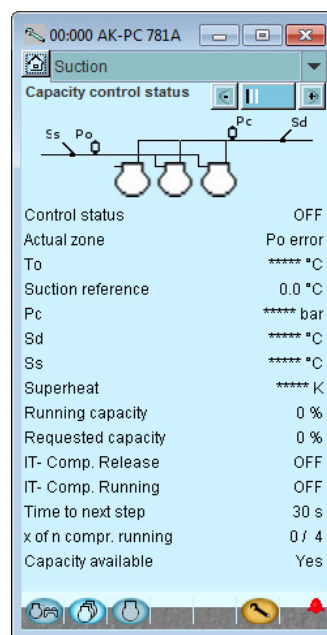 00:000 AK-PC 781A
Suction
Capacity control status
Ss Po Pc Sd
Control status OFF
Actual zone Po error
To ***** °C
Suction reference 0.0 °C
Pc ***** bar
Sd ***** °C
Ss ***** °C
Superheat ***** K
Running capacity 0 %
Requested capacity 0 %
IT- Comp. Release OFF
IT- Comp. Running OFF
Time to next step 30 s
x of n compr. running 0 / 4
Capacity available Yes